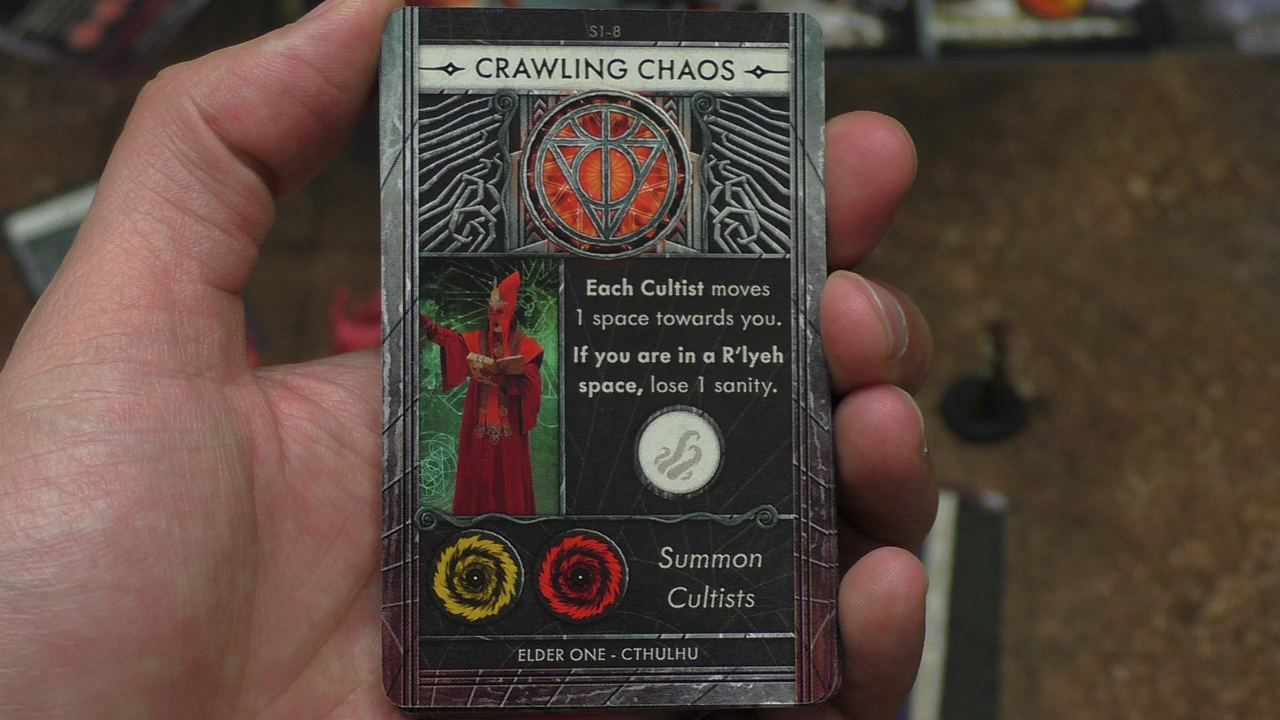 S1-8
CRAWLING CHAOS
Each Cultist moves
1 space towards you.
If you are in a R'lyeh
space, lose 1 sanity.
Summon
Cultists
ELDER ONE - CTHULHU